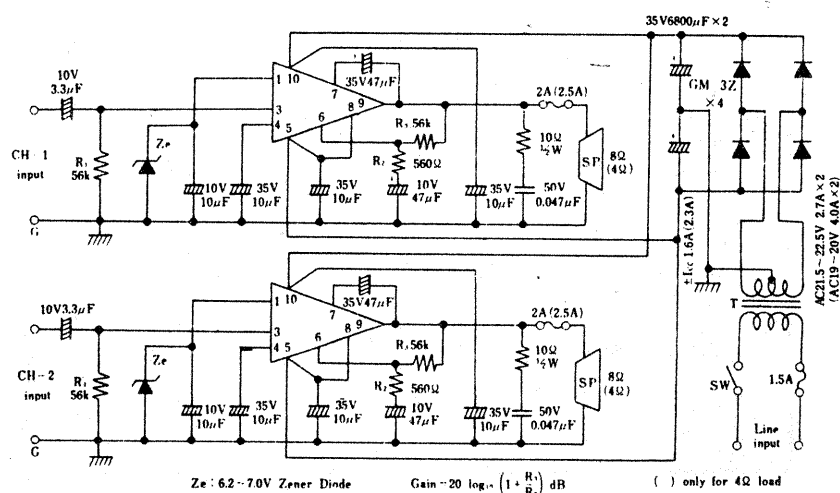 35V6800μF×2
10V
3.3μF
CH-1
input
R₁
56k
G
Ze
10V
10μF
35V
10μF
1
10
3
4
5
6
7
8
9
35V47μF
R₃ 56k
R₂
560Ω
35V
10μF
10V
47μF
35V
10μF
10Ω
½W
50V
0.047μF
2A(2.5A)
SP
8Ω
(4Ω)
GM 3Z
×4
±Icc 1.6A(2.3A)
AC21.5~22.5V 2.7A×2
(AC19~20V 4.0A×2)
T
SW
1.5A
Line
input
10V3.3μF
CH-2
input
R₁
56k
G
Ze
10V
10μF
35V
10μF
1
10
3
4
5
6
7
8
9
35V47μF
R₃56k
R₂
560Ω
35V
10μF
10V
47μF
35V
10μF
10Ω
½W
50V
0.047μF
2A(2.5A)
SP
8Ω
(4Ω)
Ze : 6.2~7.0V Zener Diode
Gain=20 log₁₀(1+R₃/R₂) dB
( ) only for 4Ω load